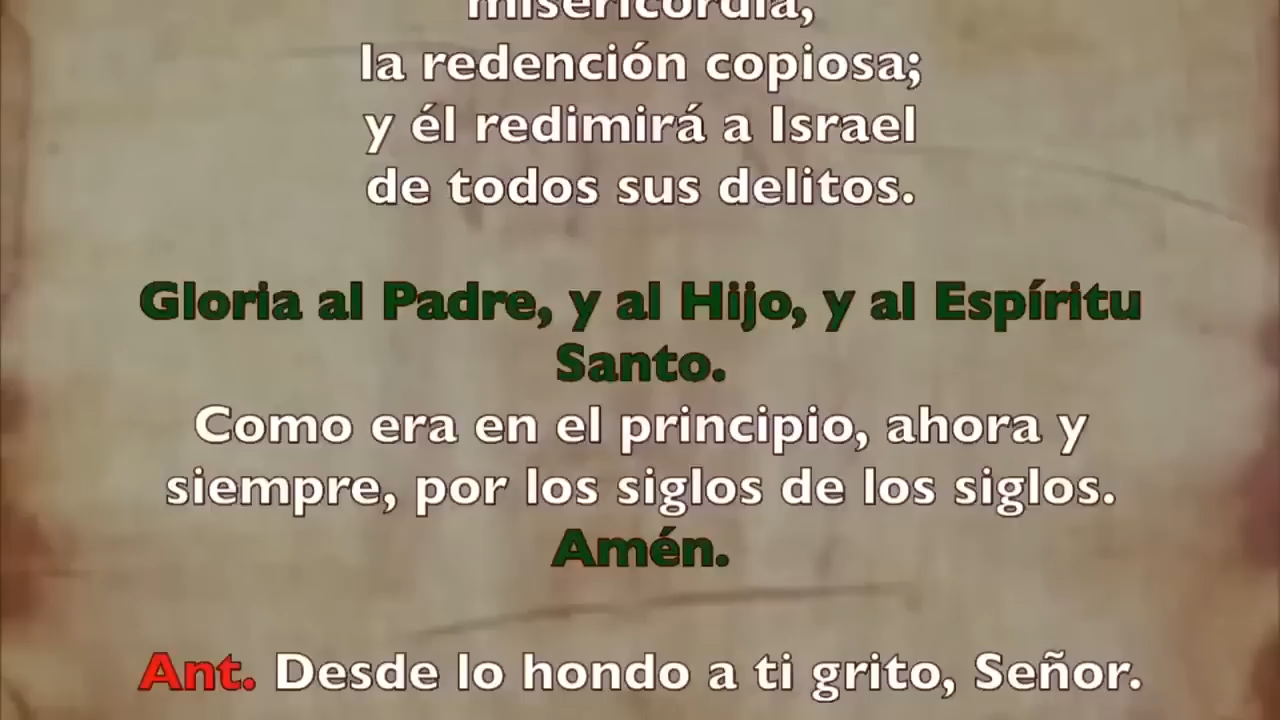 misericordia,
la redención copiosa;
y él redimirá a Israel
de todos sus delitos.
Gloria al Padre, y al Hijo, y al Espíritu
Santo.
Como era en el principio, ahora y
siempre, por los siglos de los siglos.
Amén.
Ant. Desde lo hondo a ti grito, Señor.